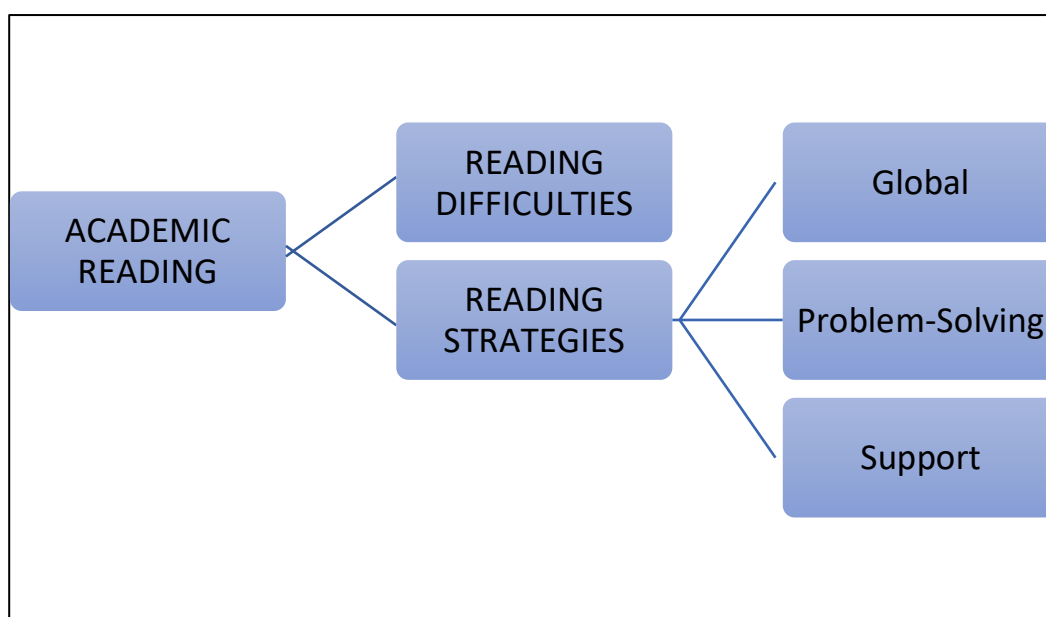 ACADEMIC
READING
READING
DIFFICULTIES
READING
STRATEGIES
Global
Problem-Solving
Support